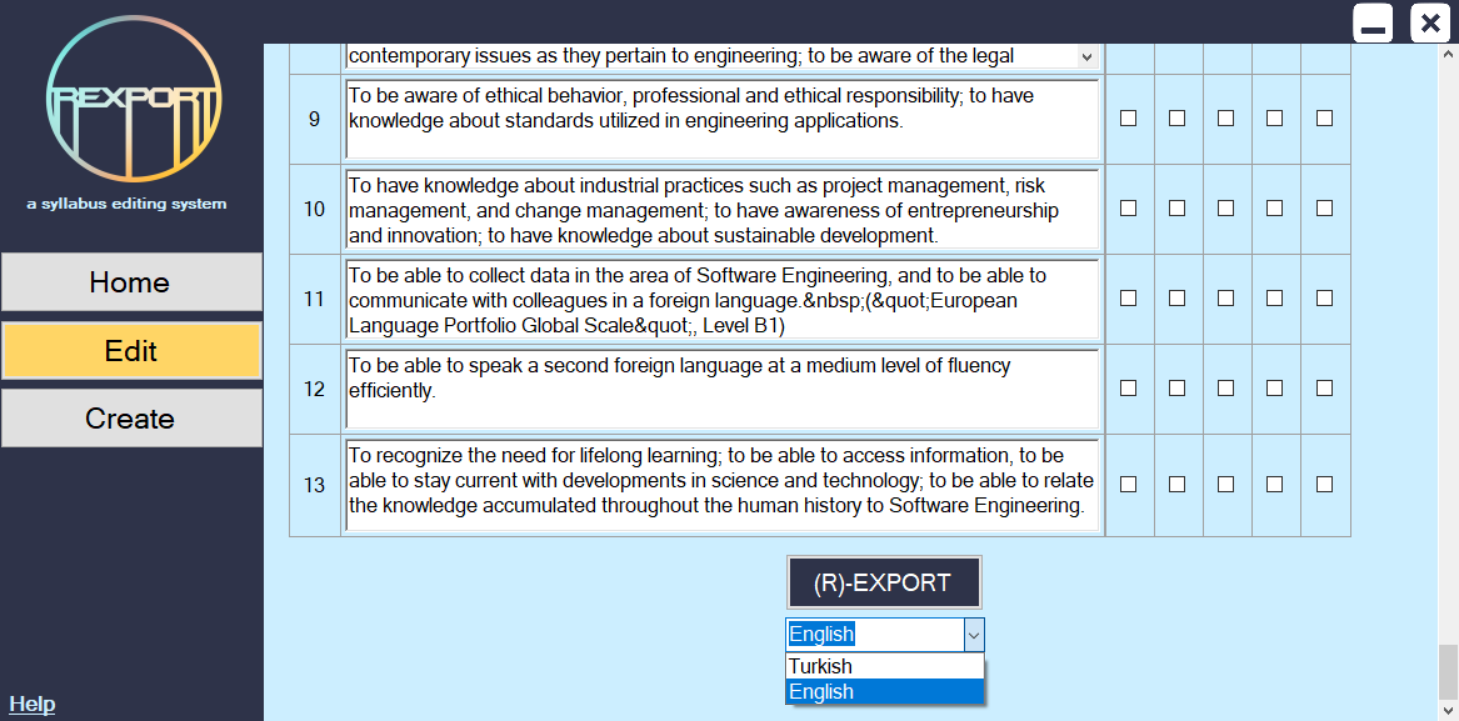 REXPORT
a syllabus editing system
Home
Edit
Create
Help
contemporary issues as they pertain to engineering; to be aware of the legal
9
To be aware of ethical behavior, professional and ethical responsibility; to have
knowledge about standards utilized in engineering applications.
10
To have knowledge about industrial practices such as project management, risk
management, and change management; to have awareness of entrepreneurship
and innovation; to have knowledge about sustainable development.
11
To be able to collect data in the area of Software Engineering, and to be able to
communicate with colleagues in a foreign language.&nbsp;(&quot;European
Language Portfolio Global Scale&quot;, Level B1)
12
To be able to speak a second foreign language at a medium level of fluency
efficiently.
13
To recognize the need for lifelong learning; to be able to access information, to be
able to stay current with developments in science and technology; to be able to relate
the knowledge accumulated throughout the human history to Software Engineering.
(R)-EXPORT
English
Turkish
English